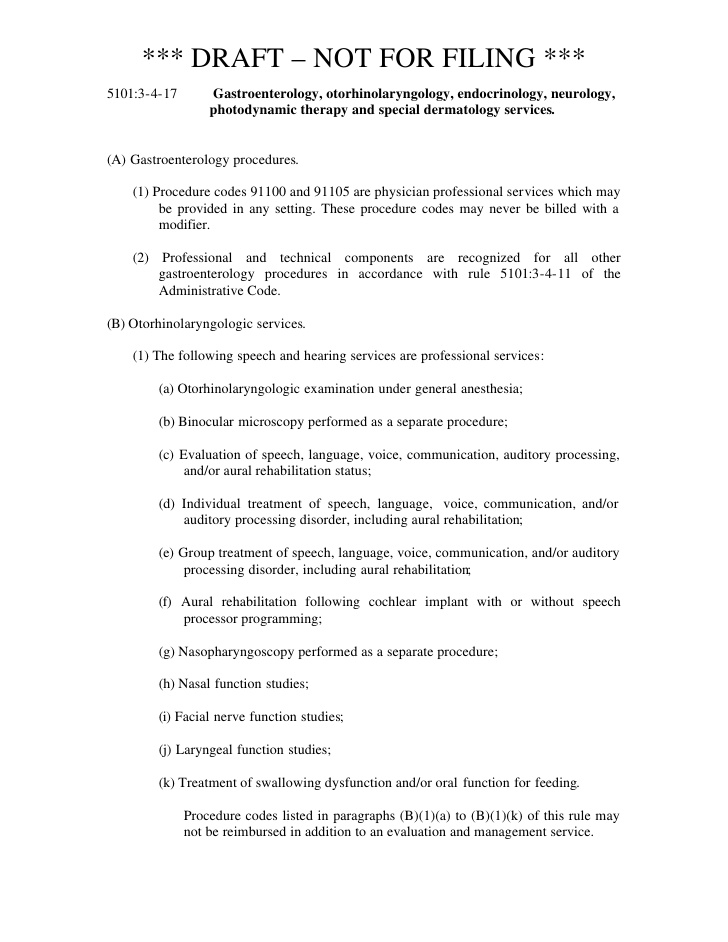 *** DRAFT – NOT FOR FILING ***
5101:3-4-17 Gastroenterology, otorhinolaryngology, endocrinology, neurology,
photodynamic therapy and special dermatology services.
(A) Gastroenterology procedures.
(1) Procedure codes 91100 and 91105 are physician professional services which may
be provided in any setting. These procedure codes may never be billed with a
modifier.
(2) Professional and technical components are recognized for all other
gastroenterology procedures in accordance with rule 5101:3-4-11 of the
Administrative Code.
(B) Otorhinolaryngologic services.
(1) The following speech and hearing services are professional services:
(a) Otorhinolaryngologic examination under general anesthesia;
(b) Binocular microscopy performed as a separate procedure;
(c) Evaluation of speech, language, voice, communication, auditory processing,
and/or aural rehabilitation status;
(d) Individual treatment of speech, language, voice, communication, and/or
auditory processing disorder, including aural rehabilitation;
(e) Group treatment of speech, language, voice, communication, and/or auditory
processing disorder, including aural rehabilitation;
(f) Aural rehabilitation following cochlear implant with or without speech
processor programming;
(g) Nasopharyngoscopy performed as a separate procedure;
(h) Nasal function studies;
(i) Facial nerve function studies;
(j) Laryngeal function studies;
(k) Treatment of swallowing dysfunction and/or oral function for feeding.
Procedure codes listed in paragraphs (B)(1)(a) to (B)(1)(k) of this rule may
not be reimbursed in addition to an evaluation and management service.